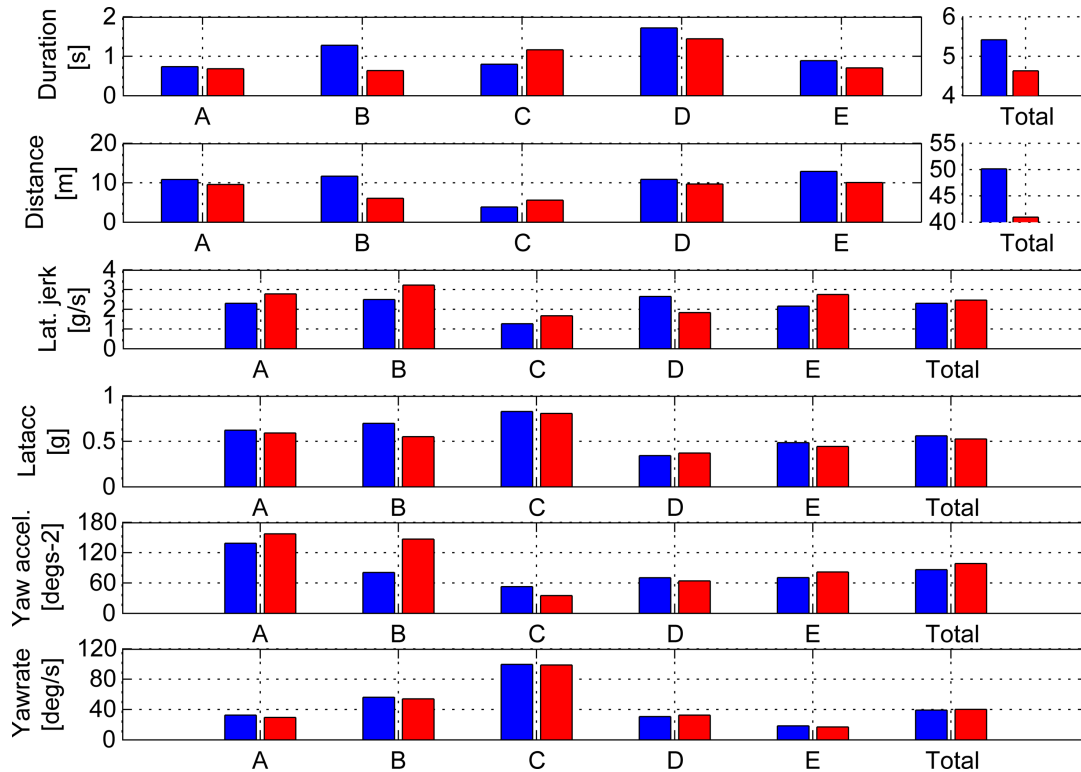 Duration
[s]
2
1
0
A B C D E
6
5
4
Total
Distance
[m]
20
10
0
A B C D E
55
50
45
40
Total
Lat. jerk
[g/s]
4
3
2
1
0
A B C D E Total
Latacc
[g]
1
0.5
0
A B C D E Total
Yaw accel.
[degs-2]
180
120
60
0
A B C D E Total
Yawrate
[deg/s]
120
80
40
0
A B C D E Total